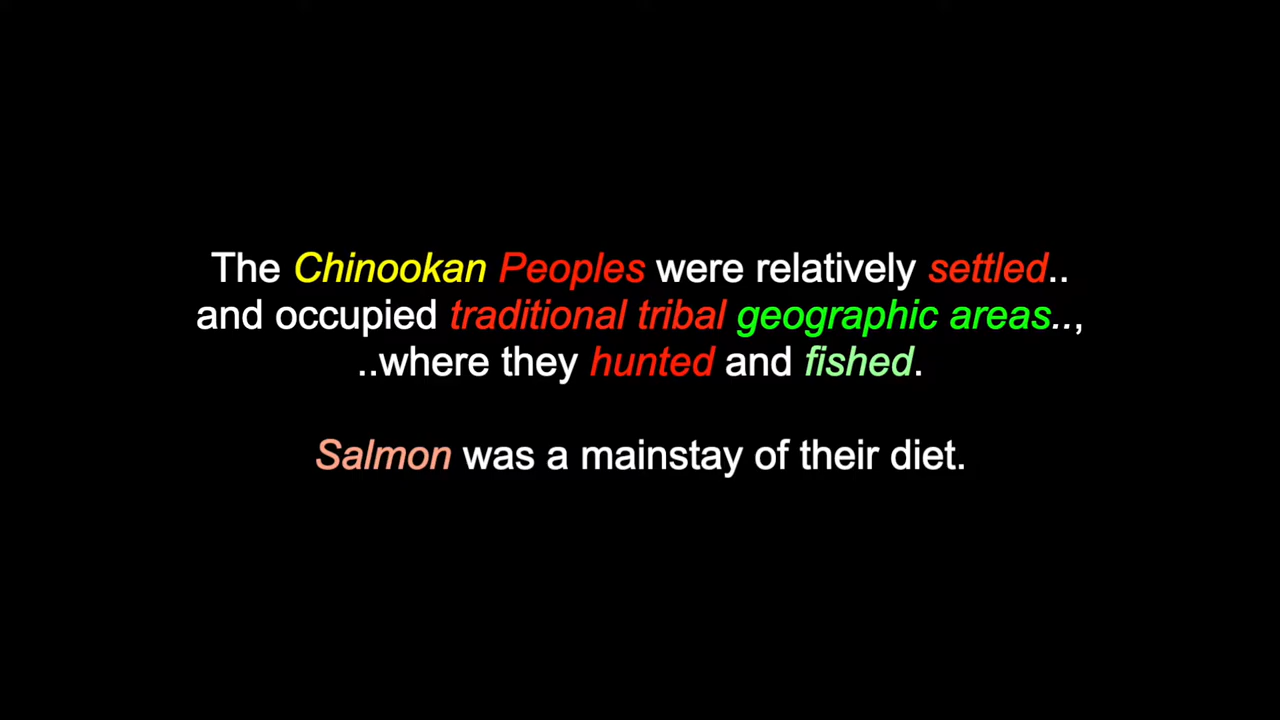 The Chinookan Peoples were relatively settled..
and occupied traditional tribal geographic areas..,
..where they hunted and fished.
Salmon was a mainstay of their diet.